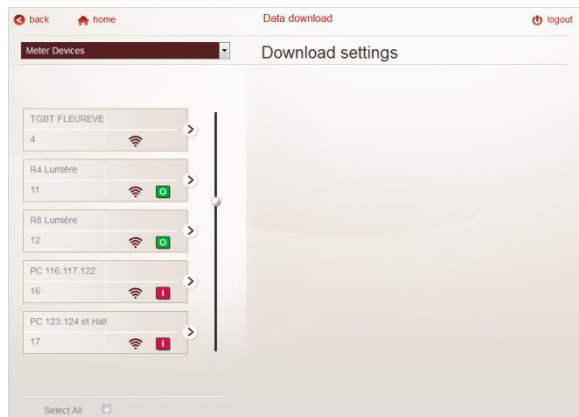 back home Data download logout
Meter Devices
Download settings
TGBT FLEUREVE
4
R4 Lumière
11 O
R8 Lumière
12 O
PC 116.117.122
16 I
PC 123.124 et Hall
17 I
Select All